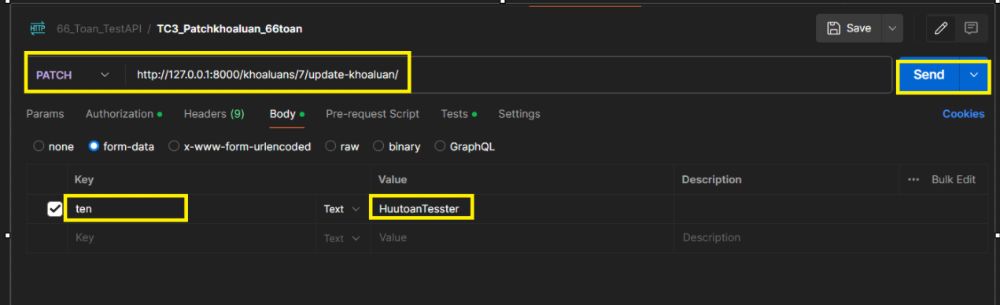 HTTP 66_Toan_TestAPI / TC3_Patchkhoaluan_66toan Save
PATCH http://127.0.0.1:8000/khoaluans/7/update-khoaluan/ Send
Params Authorization Headers (9) Body Pre-request Script Tests Settings Cookies
none form-data x-www-form-urlencoded raw binary GraphQL
Key Value Description ••• Bulk Edit
ten Text HuutoanTesster
Key Text Value Description